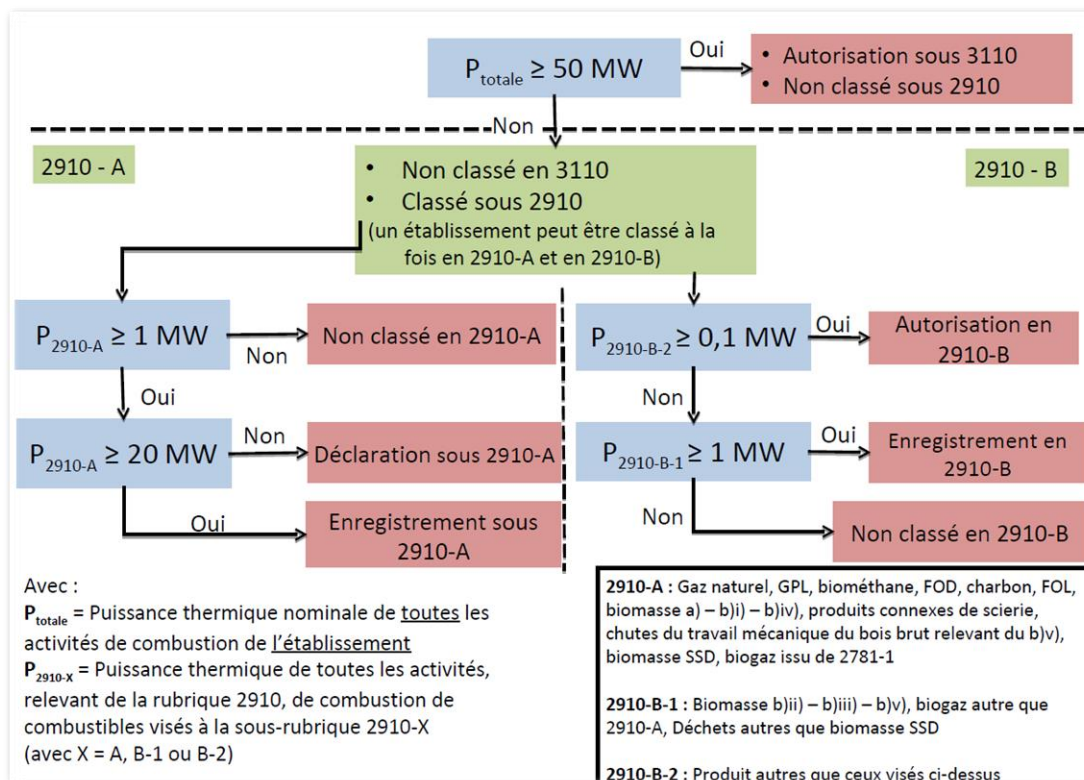 P totale ≥ 50 MW
Oui
• Autorisation sous 3110
• Non classé sous 2910
Non
2910 - A
• Non classé en 3110
• Classé sous 2910
(un établissement peut être classé à la
fois en 2910-A et en 2910-B)
2910 - B
P2910-A ≥ 1 MW
Non
Non classé en 2910-A
Oui
P2910-A ≥ 20 MW
Non
Déclaration sous 2910-A
Oui
Enregistrement sous
2910-A
P2910-B-2 ≥ 0,1 MW
Oui
Autorisation en
2910-B
Non
P2910-B-1 ≥ 1 MW
Oui
Enregistrement en
2910-B
Non
Non classé en 2910-B
Avec :
Ptotale = Puissance thermique nominale de toutes les
activités de combustion de l'établissement
P2910-X = Puissance thermique de toutes les activités,
relevant de la rubrique 2910, de combustion de
combustibles visés à la sous-rubrique 2910-X
(avec X = A, B-1 ou B-2)
2910-A : Gaz naturel, GPL, biométhane, FOD, charbon, FOL,
biomasse a) – b)i) – b)iv), produits connexes de scierie,
chutes du travail mécanique du bois brut relevant du b)v),
biomasse SSD, biogaz issu de 2781-1
2910-B-1 : Biomasse b)ii) – b)iii) – b)v), biogaz autre que
2910-A, Déchets autres que biomasse SSD
2910-B-2 : Produit autres que ceux visés ci-dessus